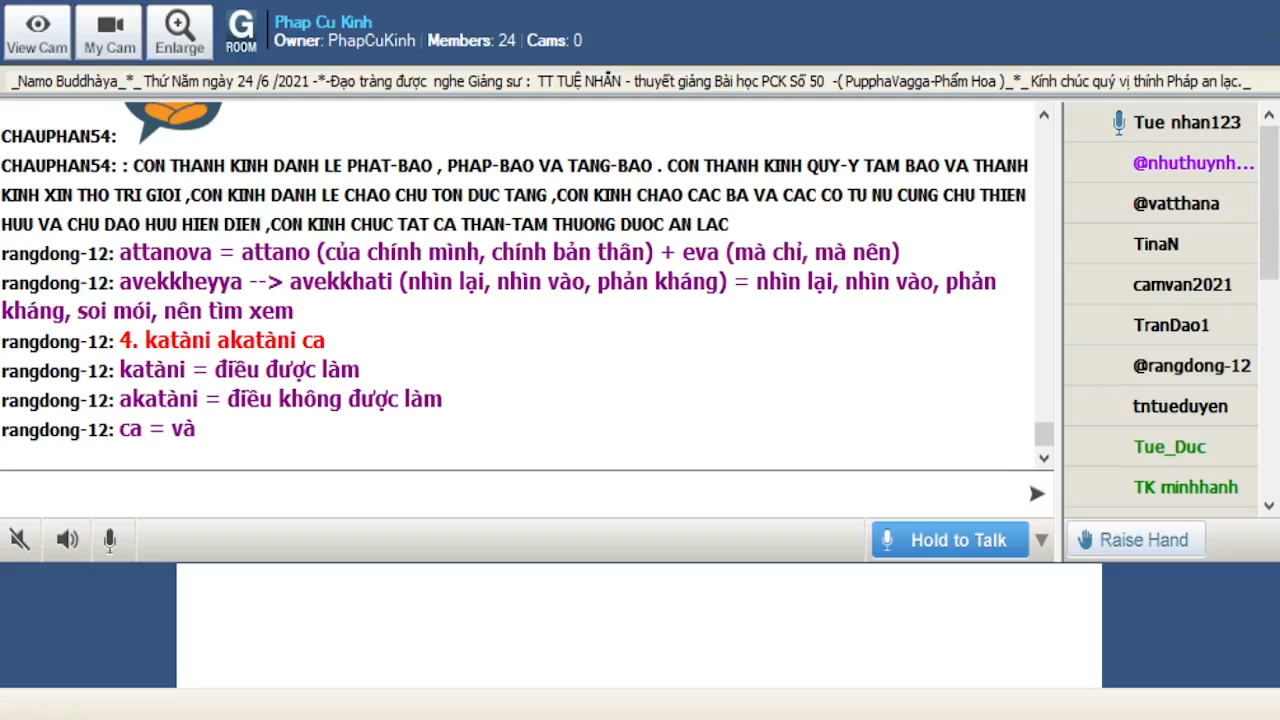 View Cam
My Cam
Enlarge
G
ROOM
Phap Cu Kinh
Owner: PhapCuKinh | Members: 24 | Cams: 0
_Namo Buddhàya_*_ Thứ Năm ngày 24 /6 /2021 -*-Đạo tràng được nghe Giảng sư : TT TUỆ NHẪN - thuyết giảng Bài học PCK Số 50 -( PupphaVagga-Phẩm Hoa )_*_ Kính chúc quý vị thính Pháp an lạc._
CHAUPHAN54:
CHAUPHAN54: : CON THANH KINH DANH LE PHAT-BAO , PHAP-BAO VA TANG-BAO . CON THANH KINH QUY-Y TAM BAO VA THANH
KINH XIN THO TRI GIOI ,CON KINH DANH LE CHAO CHU TON DUC TANG ,CON KINH CHAO CAC BA VA CAC CO TU NU CUNG CHU THIEN
HUU VA CHU DAO HUU HIEN DIEN ,CON KINH CHUC TAT CA THAN-TAM THUONG DUOC AN LAC
rangdong-12: attanova = attano (của chính mình, chính bản thân) + eva (mà chỉ, mà nên)
rangdong-12: avekkheyya --> avekkhati (nhìn lại, nhìn vào, phản kháng) = nhìn lại, nhìn vào, phản
kháng, soi mói, nên tìm xem
rangdong-12: 4. katàni akatàni ca
rangdong-12: katàni = điều được làm
rangdong-12: akatàni = điều không được làm
rangdong-12: ca = và
Tue nhan123
@nhuthuynh...
@vatthana
TinaN
camvan2021
TranDao1
@rangdong-12
tntueduyen
Tue_Duc
TK minhhanh
Hold to Talk
Raise Hand